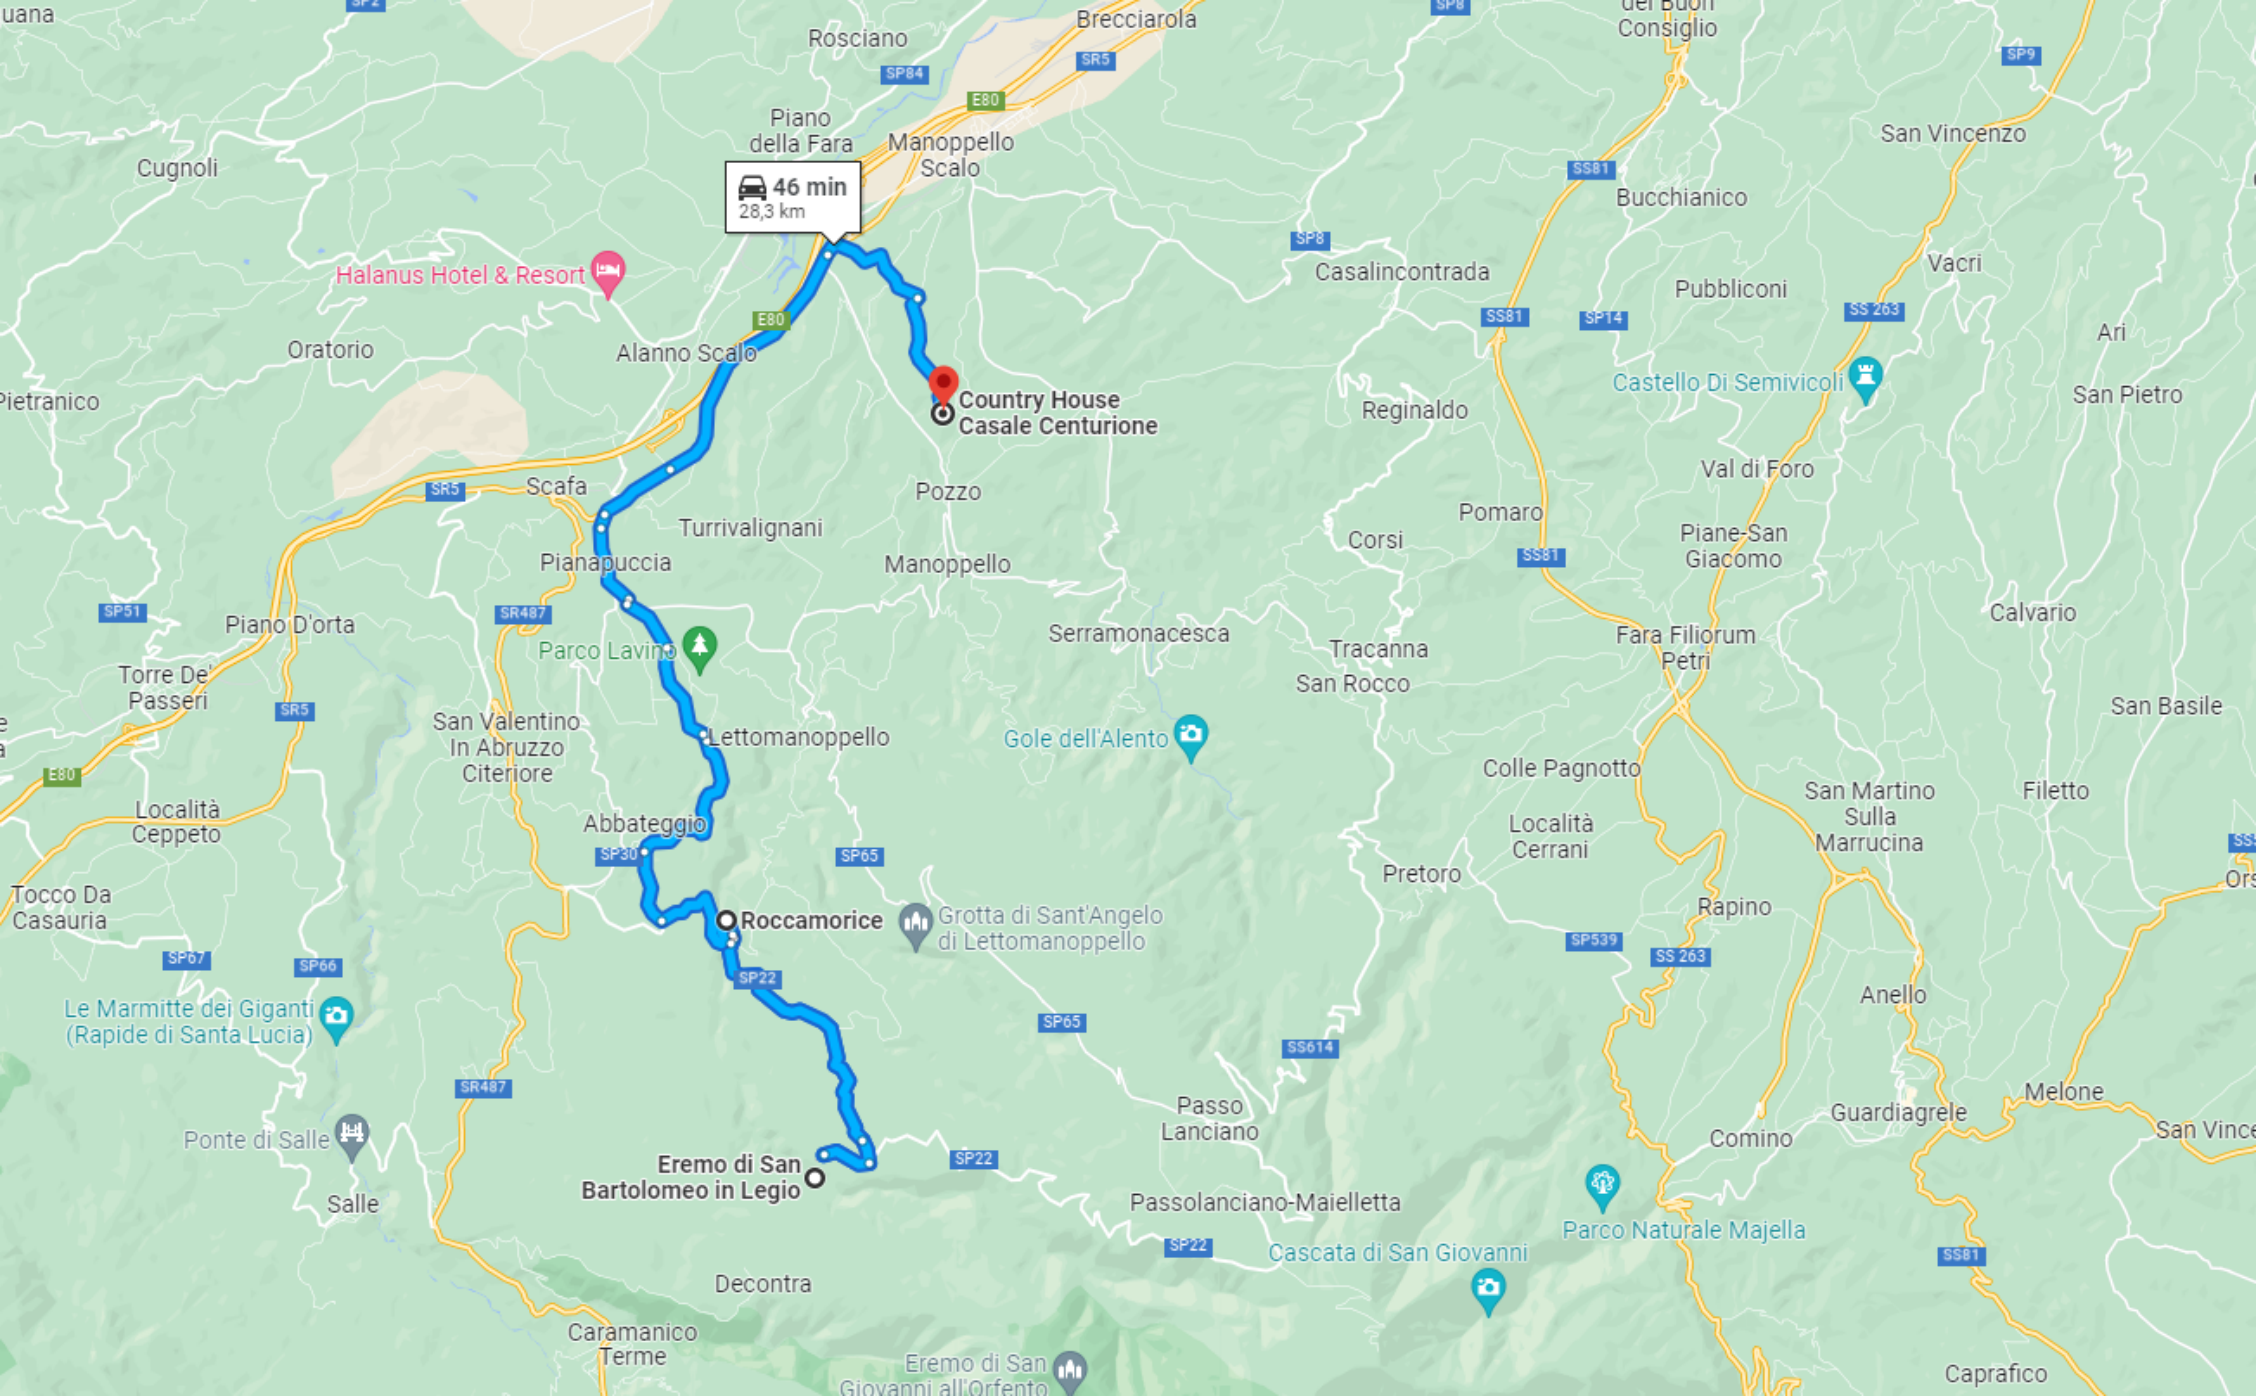 uana
SP2
Rosciano
Brecciarola
SP8
dei Buon
Consiglio
SP84
SR5
SP9
E80
Piano
della Fara
Manoppello
Scalo
San Vincenzo
Cugnoli
SS81
Bucchianico
46 min
28,3 km
SP8
Casalincontrada
Vacri
Halanus Hotel & Resort
Pubbliconi
E80
SS81
SP14
SS 263
Ari
Oratorio
Alanno Scalo
Castello Di Semivicoli
San Pietro
Pietranico
Country House
Casale Centurione
Reginaldo
Val di Foro
SR5
Scafa
Pozzo
Pomaro
Turrivalignani
Corsi
Piane-San
Giacomo
Pianapuccia
Manoppello
SS81
SP51
SR487
Piano D'orta
Calvario
Serramonacesca
Fara Filiorum
Petri
Parco Lavino
Tracanna
Torre De'
Passeri
San Rocco
SR5
San Basile
San Valentino
In Abruzzo
Citeriore
Lettomanoppello
Gole dell'Alento
E80
Colle Pagnotto
Località
Ceppeto
San Martino
Sulla
Marrucina
Filetto
Abbateggio
Località
Cerrani
SP30
SP65
SS
Pretoro
Ors
Tocco Da
Casauria
Roccamorice
Grotta di Sant'Angelo
di Lettomanoppello
Rapino
SP539
SS 263
SP67
SP66
SP22
Anello
Le Marmitte dei Giganti
(Rapide di Santa Lucia)
SP65
SS614
SR487
Melone
Passo
Lanciano
Guardiagrele
Ponte di Salle
Comino
San Vince
Eremo di San
Bartolomeo in Legio
SP22
Salle
Passolanciano-Maielletta
Parco Naturale Majella
SP22
Cascata di San Giovanni
SS81
Decontra
Caramanico
Terme
Eremo di San
Giovanni all'Orfento
Caprafico